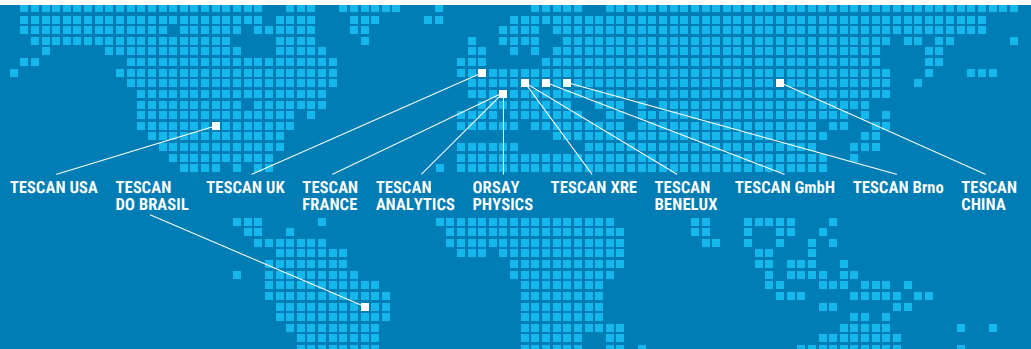 TESCAN USA
TESCAN
DO BRASIL
TESCAN UK
TESCAN
FRANCE
TESCAN
ANALYTICS
ORSAY
PHYSICS
TESCAN XRE
TESCAN
BENELUX
TESCAN GmbH
TESCAN Brno
TESCAN
CHINA